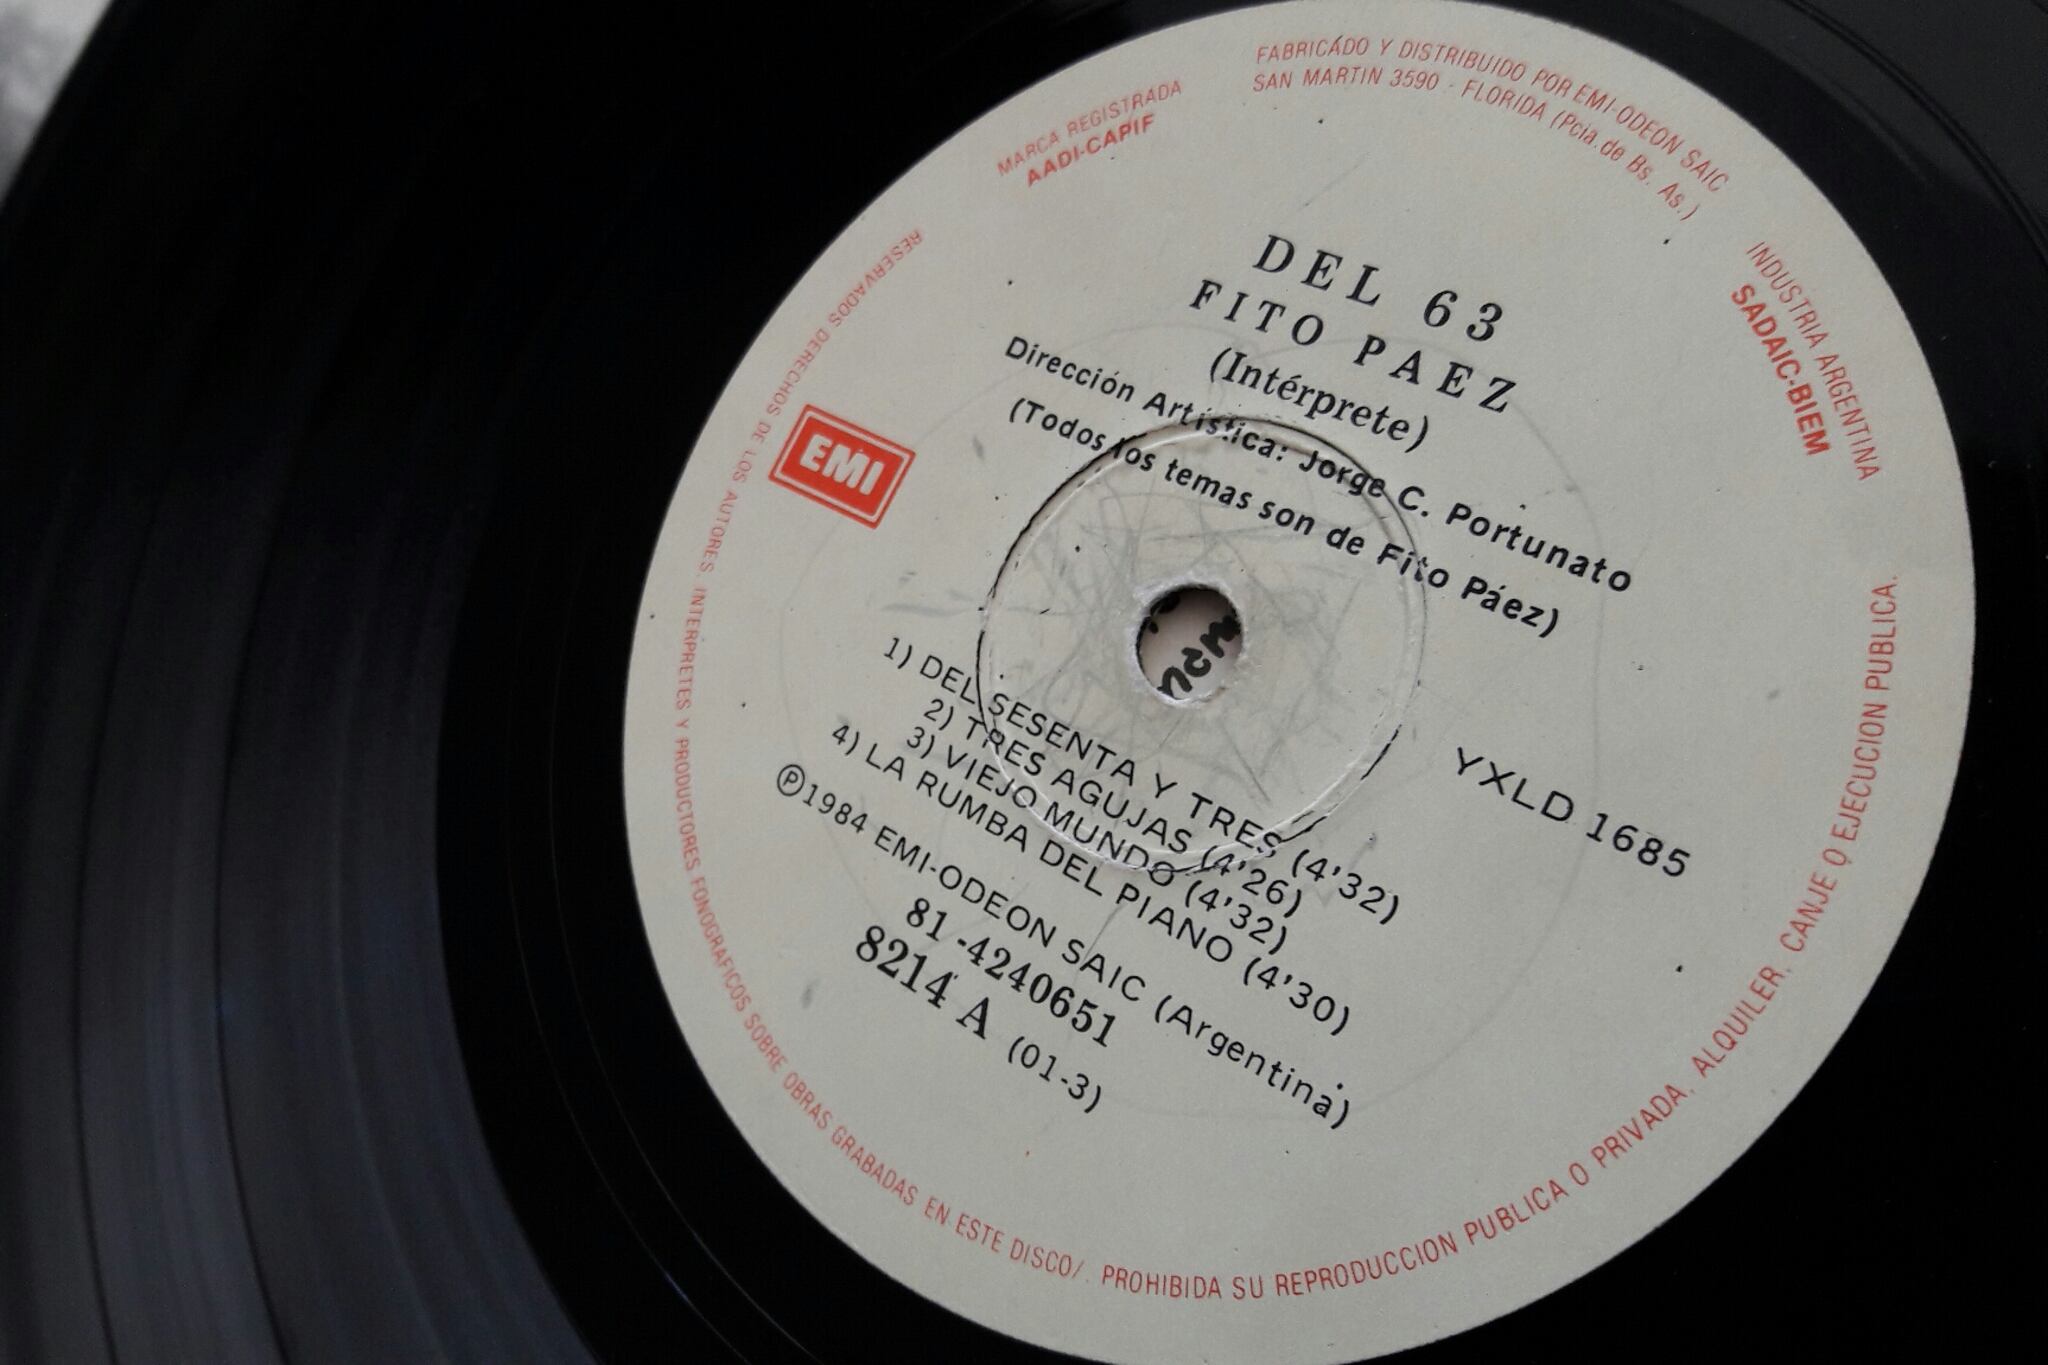 FABRICADO Y DISTRIBUIDO POR EMI-ODEON SAIC
SAN MARTIN 3590 - FLORIDA (Pcia. de Bs. As.)
MARCA REGISTRADA
AADI-CAPIF
INDUSTRIA ARGENTINA
SADAIC-BIEM
DEL 63
FITO PAEZ
(Intérprete)
Dirección Artística: Jorge C. Portunato
(Todos los temas son de Fito Páez)
EMI
YXLD 1685
1) DEL SESENTA Y TRES (4'32)
2) TRES AGUJAS (4'26)
3) VIEJO MUNDO (4'32)
4) LA RUMBA DEL PIANO (4'30)
Ⓟ1984 EMI-ODEON SAIC (Argentina)
81-4240651
8214 A (01-3)
RESERVADOS DERECHOS DE LOS AUTORES, INTERPRETES Y PRODUCTORES FONOGRAFICOS SOBRE OBRAS GRABADAS EN ESTE DISCO/. PROHIBIDA SU REPRODUCCION PUBLICA O PRIVADA, ALQUILER, CANJE O EJECUCION PUBLICA.